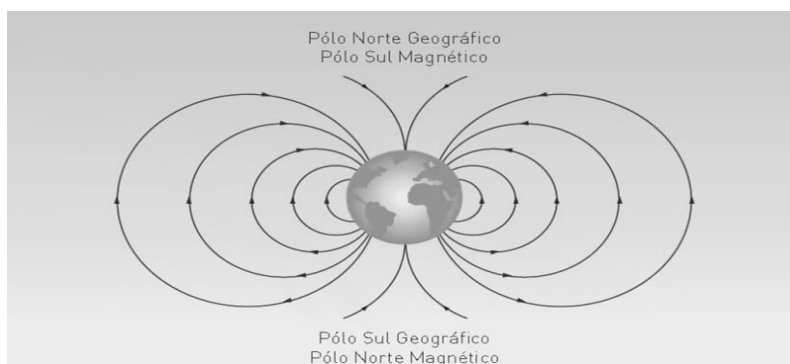 Pólo Norte Geográfico
Pólo Sul Magnético
Pólo Sul Geográfico
Pólo Norte Magnético